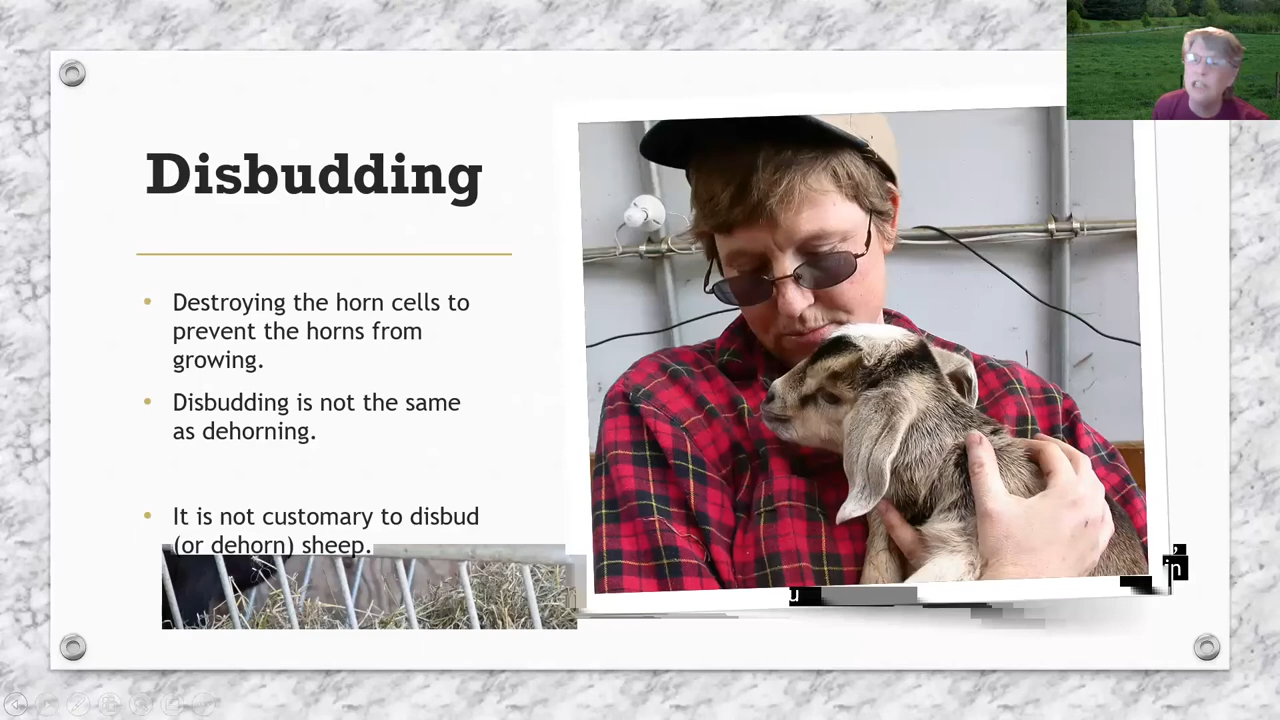 Disbudding
Destroying the horn cells to
prevent the horns from
growing.
Disbudding is not the same
as dehorning.
It is not customary to disbud
(or dehorn) sheep.